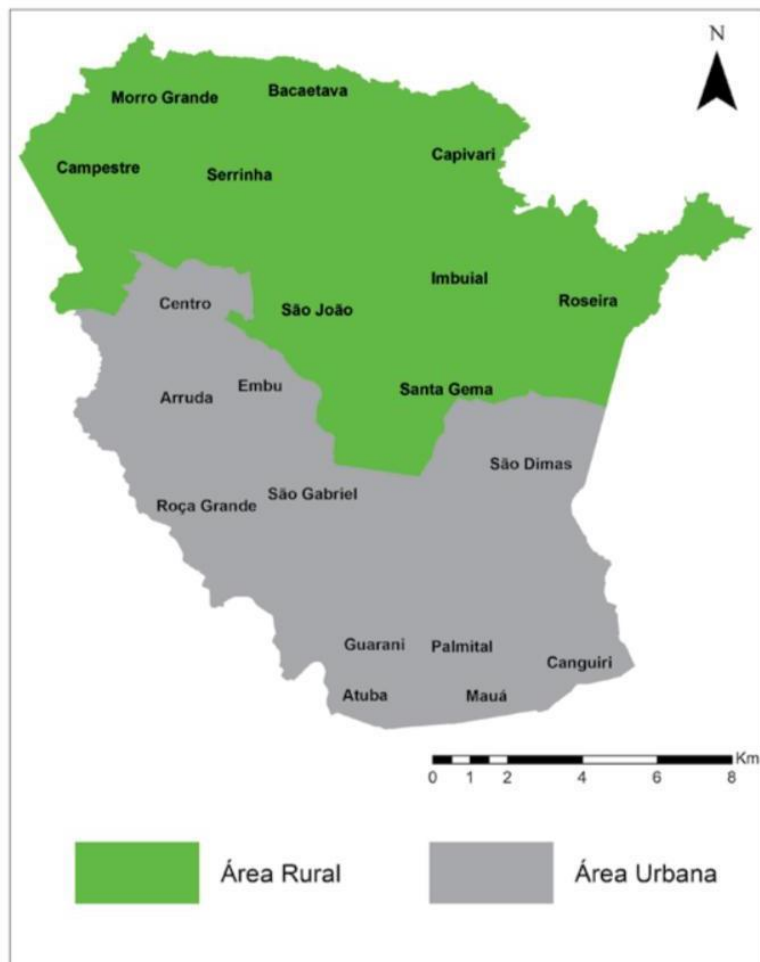 N
Bacaetava
Morro Grande
Capivari
Campestre
Serrinha
Imbuial
Roseira
Centro
São João
Embu
Santa Gema
Arruda
São Dimas
São Gabriel
Roça Grande
Guarani
Palmital
Canguiri
Atuba
Mauá
Km
0 1 2 4 6 8
Área Rural
Área Urbana